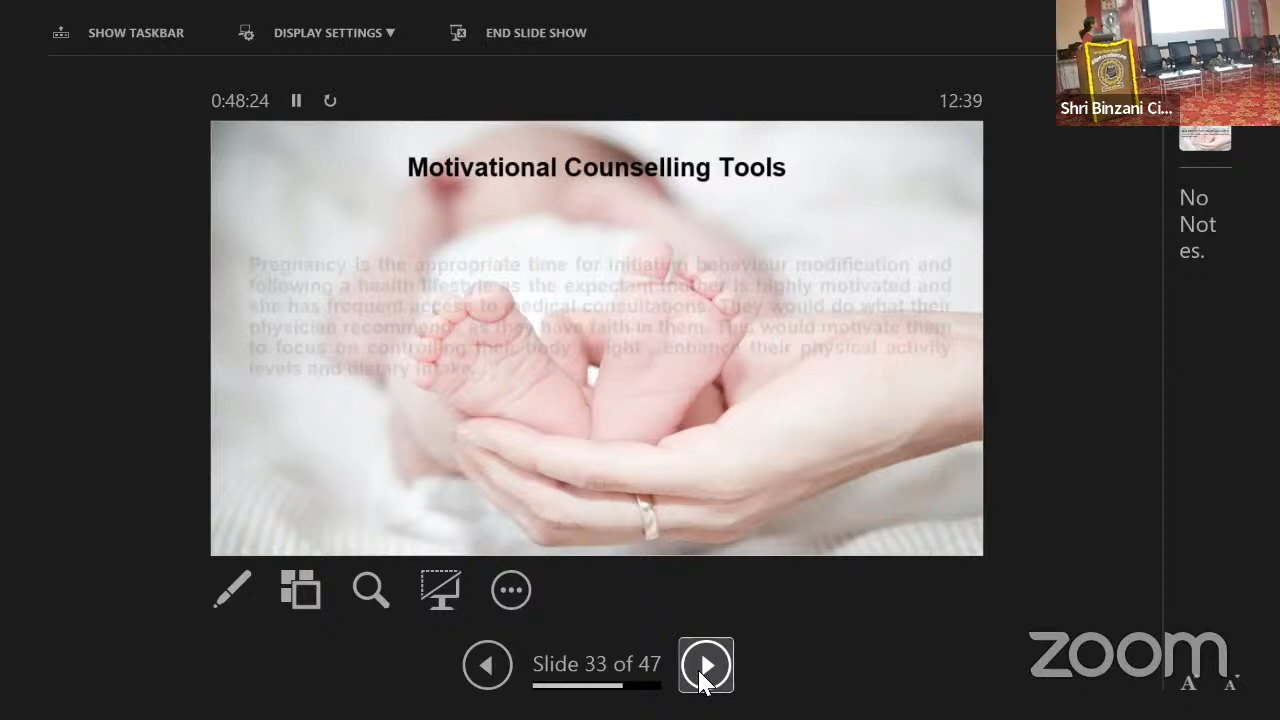 SHOW TASKBAR
DISPLAY SETTINGS ▼
END SLIDE SHOW
Shri Binzani Ci...
0:48:24
12:39
Motivational Counselling Tools
Pregnancy is the appropriate time for initiating behaviour modification and
following a health lifestyle as the expectant mother is highly motivated and
she has frequent access to medical consultations. They would do what their
physician recommend, as they have faith in them. This would motivate them
to focus on controlling their body weight, enhance their physical activity
levels and dietary intake.
No
Not
es.
Slide 33 of 47
zoom
A A